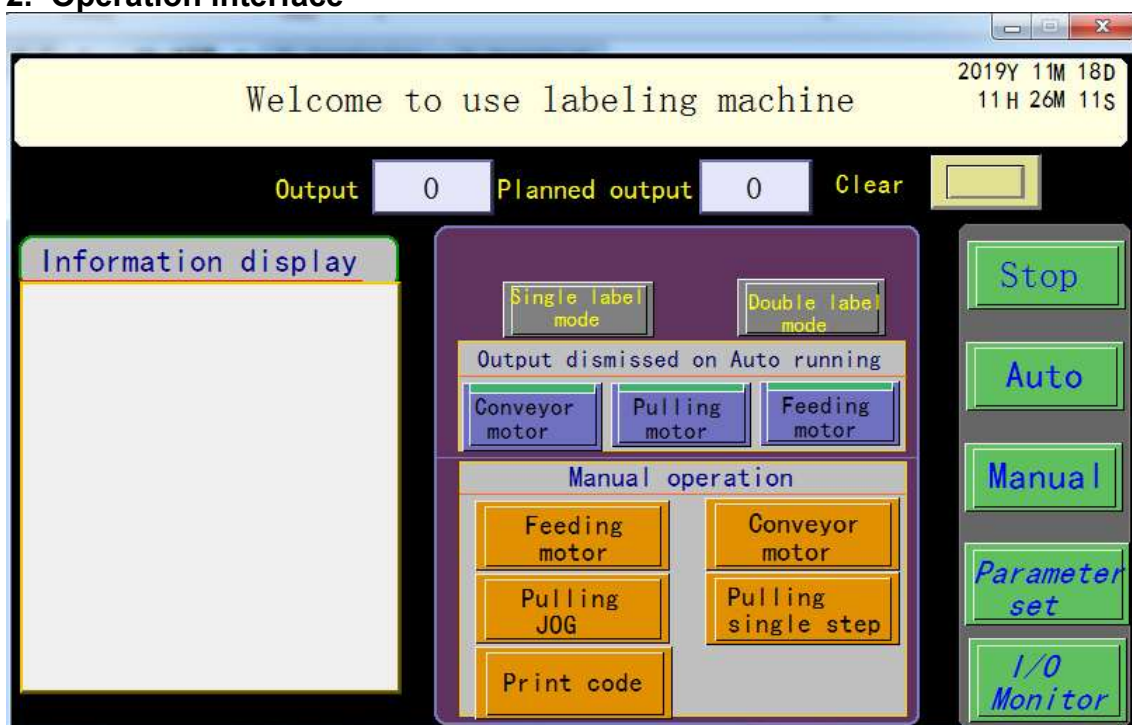 2. Operation interface
Welcome to use labeling machine
2019Y 11M 18D
11 H 26M 11S
Output 0 Planned output 0 Clear
Information display
Single label
mode
Double label
mode
Output dismissed on Auto running
Conveyor
motor
Pulling
motor
Feeding
motor
Manual operation
Feeding
motor
Conveyor
motor
Pulling
JOG
Pulling
single step
Print code
Stop
Auto
Manual
Parameter
set
I/O
Monitor